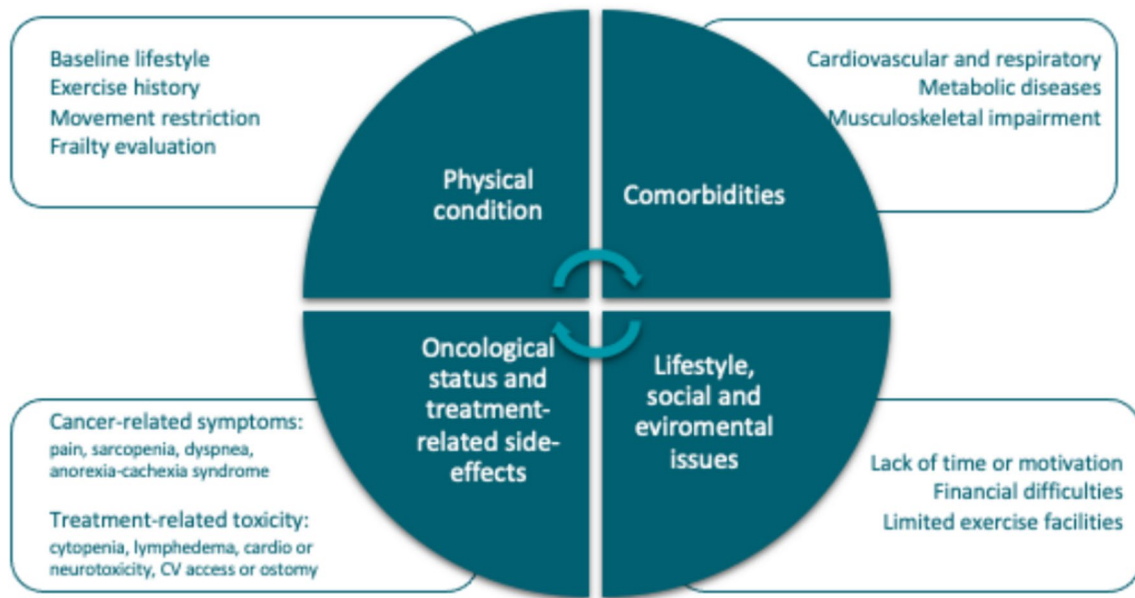 Baseline lifestyle
Exercise history
Movement restriction
Frailty evaluation
Physical
condition
Comorbidities
Cardiovascular and respiratory
Metabolic diseases
Musculoskeletal impairment
Cancer-related symptoms:
pain, sarcopenia, dyspnea,
anorexia-cachexia syndrome
Treatment-related toxicity:
cytopenia, lymphedema, cardio or
neurotoxicity, CV access or ostomy
Oncological
status and
treatment-
related side-
effects
Lifestyle,
social and
eviromental
issues
Lack of time or motivation
Financial difficulties
Limited exercise facilities